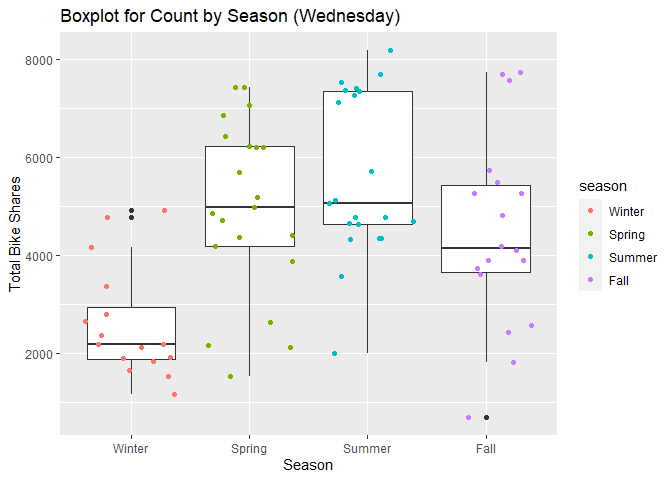 Boxplot for Count by Season (Wednesday)
Total Bike Shares
8000
6000
4000
2000
Winter
Spring
Summer
Fall
Season
season
Winter
Spring
Summer
Fall